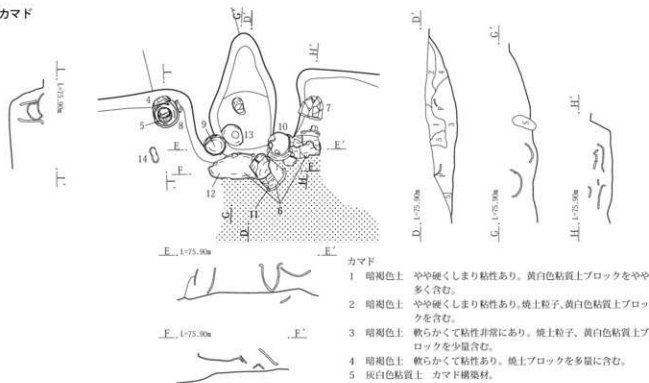 カマド
G'
D'
H'
I
I
L=75.90m
I'
I'
4
5
8
9
13
10
7
14
E
E'
F
F'
12
11
6
H
G
D
D'
G'
H'
2
4
P
1
3
5
S
L=75.90m
L=75.90m
L=75.90m
D
G
H
E L=75.90m E'
F L=75.90m F'
カマド
1 暗褐色土 やや硬くしまり粘性あり。黄白色粘質土ブロックをやや
多く含む。
2 暗褐色土 やや硬くしまり粘性あり。焼土粒子、黄白色粘質土ブロッ
クを含む。
3 暗褐色土 軟らかくて粘性非常にあり。焼土粒子、黄白色粘質土ブ
ロックを少量含む。
4 暗褐色土 軟らかくて粘性あり。焼土ブロックを多量に含む。
5 灰白色粘質土 カマド構築材。